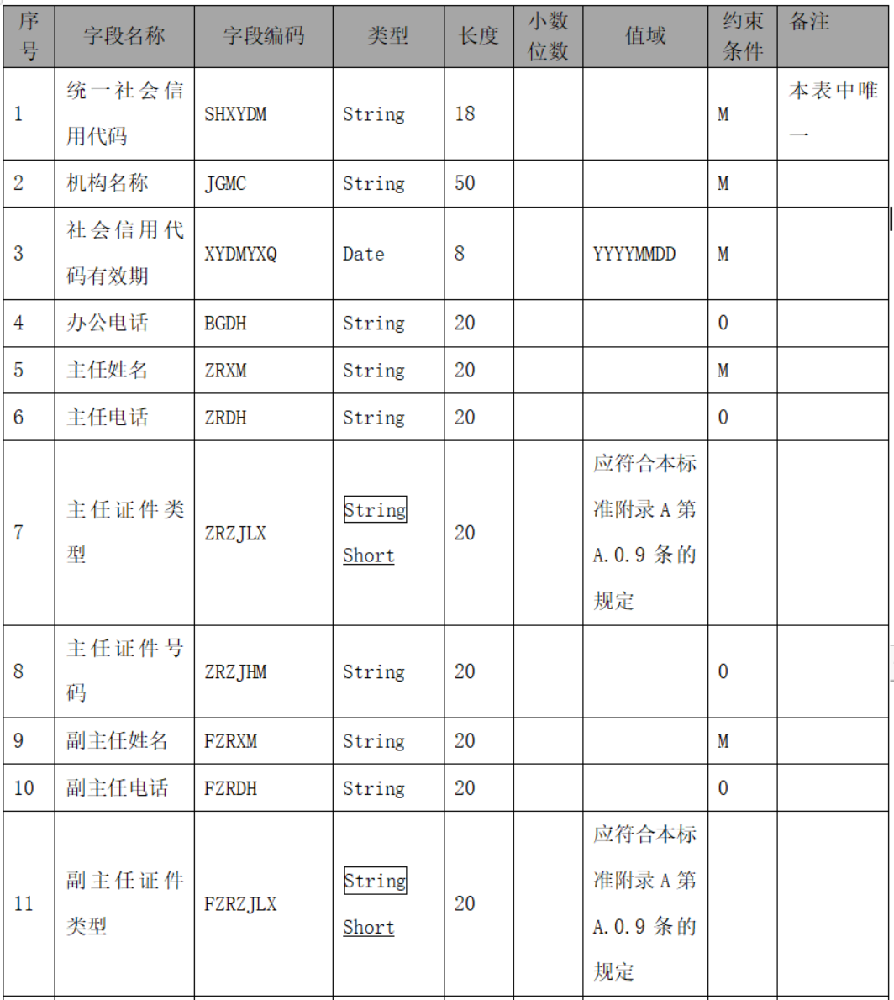 序号 字段名称 字段编码 类型 长度 小数位数 值域 约束条件 备注
1 统一社会信用代码 SHXYDM String 18 M 本表中唯一
2 机构名称 JGMC String 50 M
3 社会信用代码有效期 XYDMYXQ Date 8 YYYYMMDD M
4 办公电话 BGDH String 20 O
5 主任姓名 ZRXM String 20 M
6 主任电话 ZRDH String 20 O
7 主任证件类型 ZRZJLX String Short 20 应符合本标准附录 A 第 A.0.9 条的规定
8 主任证件号码 ZRZJHM String 20 O
9 副主任姓名 FZRXM String 20 M
10 副主任电话 FZRDH String 20 O
11 副主任证件类型 FZRZJLX String Short 20 应符合本标准附录 A 第 A.0.9 条的规定